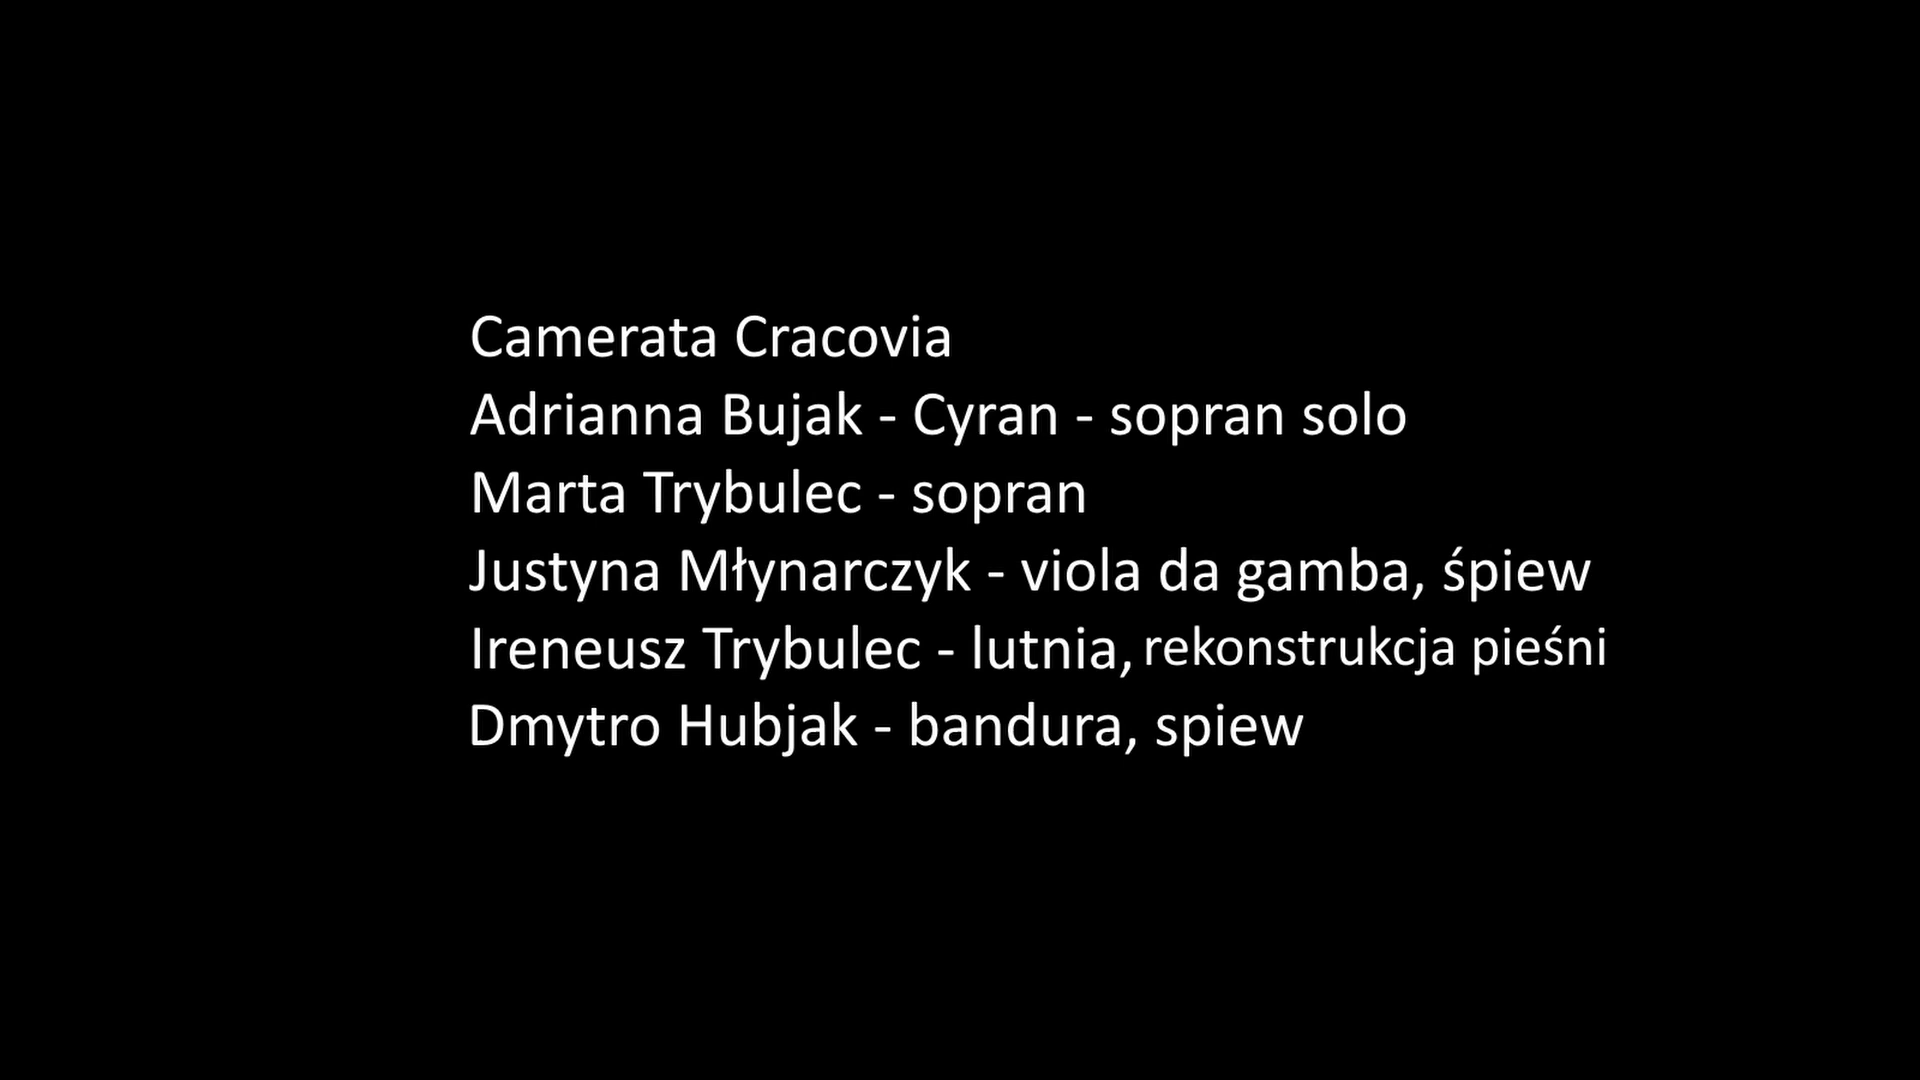 Camerata Cracovia
Adrianna Bujak - Cyran - sopran solo
Marta Trybulec - sopran
Justyna Młynarczyk - viola da gamba, śpiew
Ireneusz Trybulec - lutnia, rekonstrukcja pieśni
Dmytro Hubjak - bandura, spiew